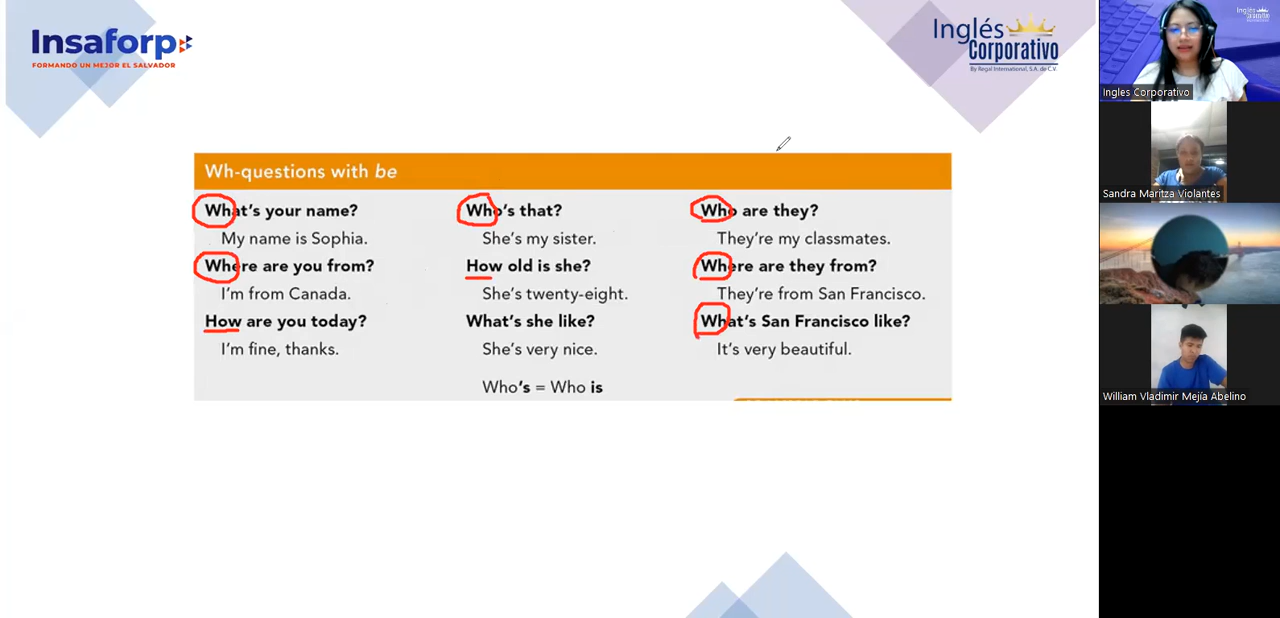 Insaforp
FORMANDO UN MEJOR EL SALVADOR
Inglés
Corporativo
By Regal International, S.A. de C.V.
Wh-questions with be
What's your name?
My name is Sophia.
Where are you from?
I'm from Canada.
How are you today?
I'm fine, thanks.
Who's that?
She's my sister.
How old is she?
She's twenty-eight.
What's she like?
She's very nice.
Who's = Who is
Who are they?
They're my classmates.
Where are they from?
They're from San Francisco.
What's San Francisco like?
It's very beautiful.
Ingles Corporativo
Sandra Maritza Violantes
William Vladimir Mejía Abelino